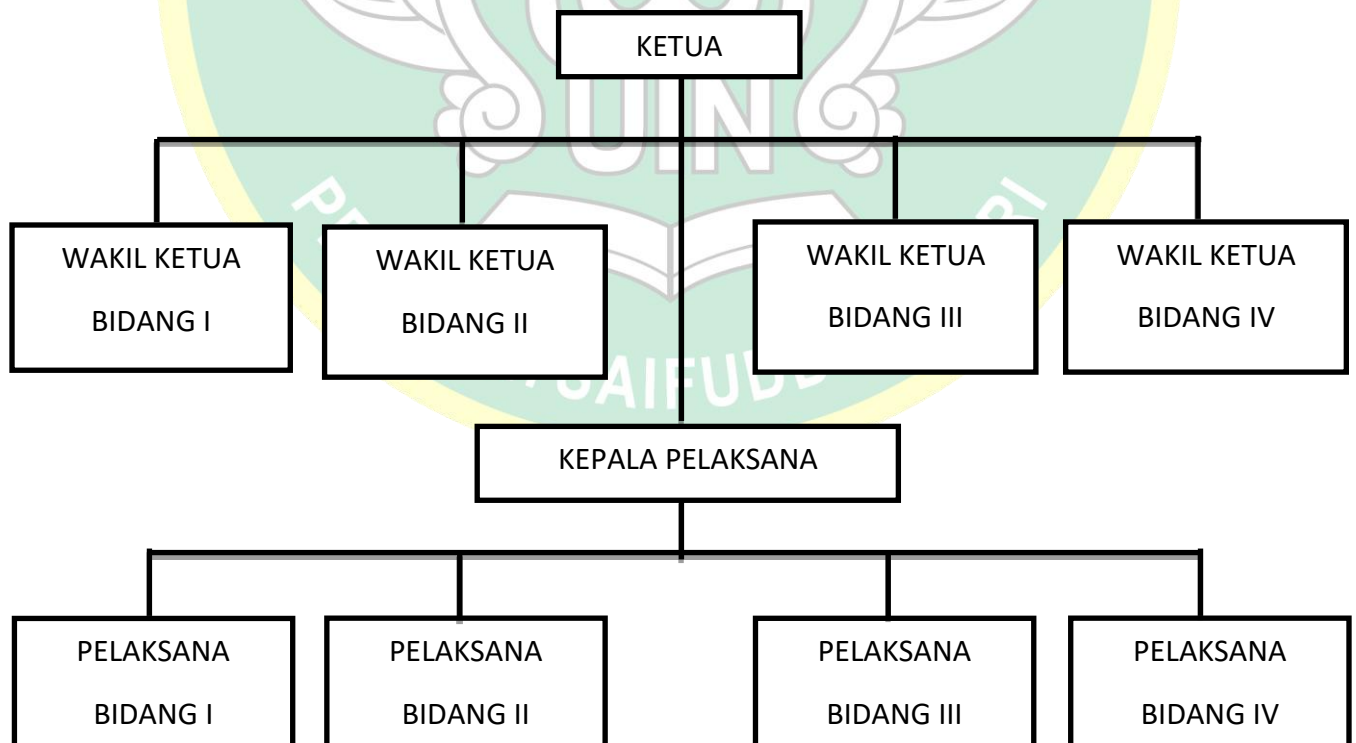 KETUA
UIN
WAKIL KETUA
BIDANG I
WAKIL KETUA
BIDANG II
WAKIL KETUA
BIDANG III
WAKIL KETUA
BIDANG IV
KEPALA PELAKSANA
PELAKSANA
BIDANG I
PELAKSANA
BIDANG II
PELAKSANA
BIDANG III
PELAKSANA
BIDANG IV